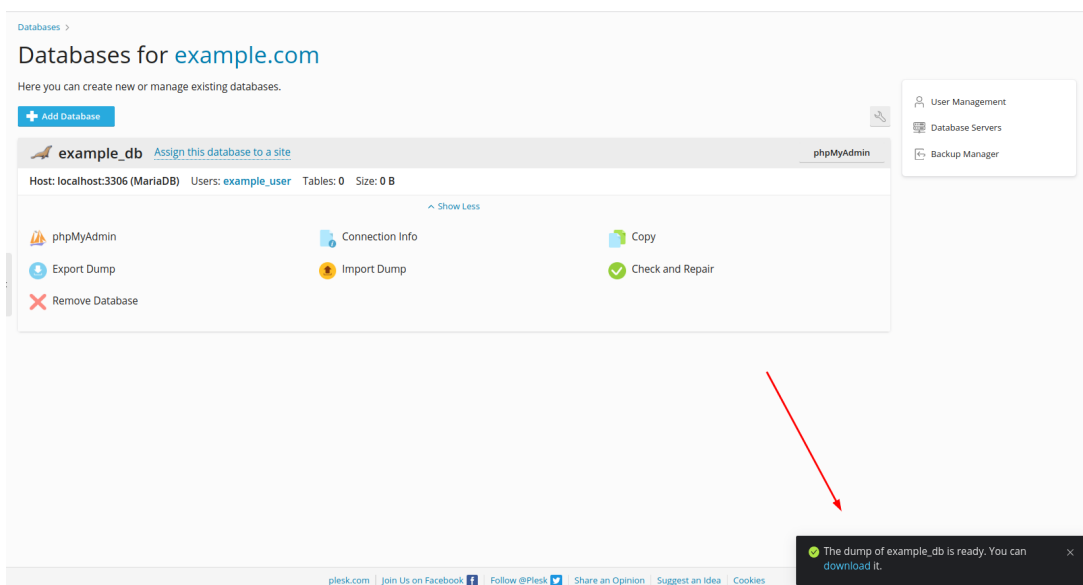 Databases >
Databases for example.com
Here you can create new or manage existing databases.
Add Database
example_db Assign this database to a site phpMyAdmin
Host: localhost:3306 (MariaDB) Users: example_user Tables: 0 Size: 0 B
Show Less
phpMyAdmin Connection Info Copy
Export Dump Import Dump Check and Repair
Remove Database
User Management
Database Servers
Backup Manager
The dump of example_db is ready. You can
download it.
plesk.com Join Us on Facebook Follow @Plesk Share an Opinion Suggest an Idea Cookies